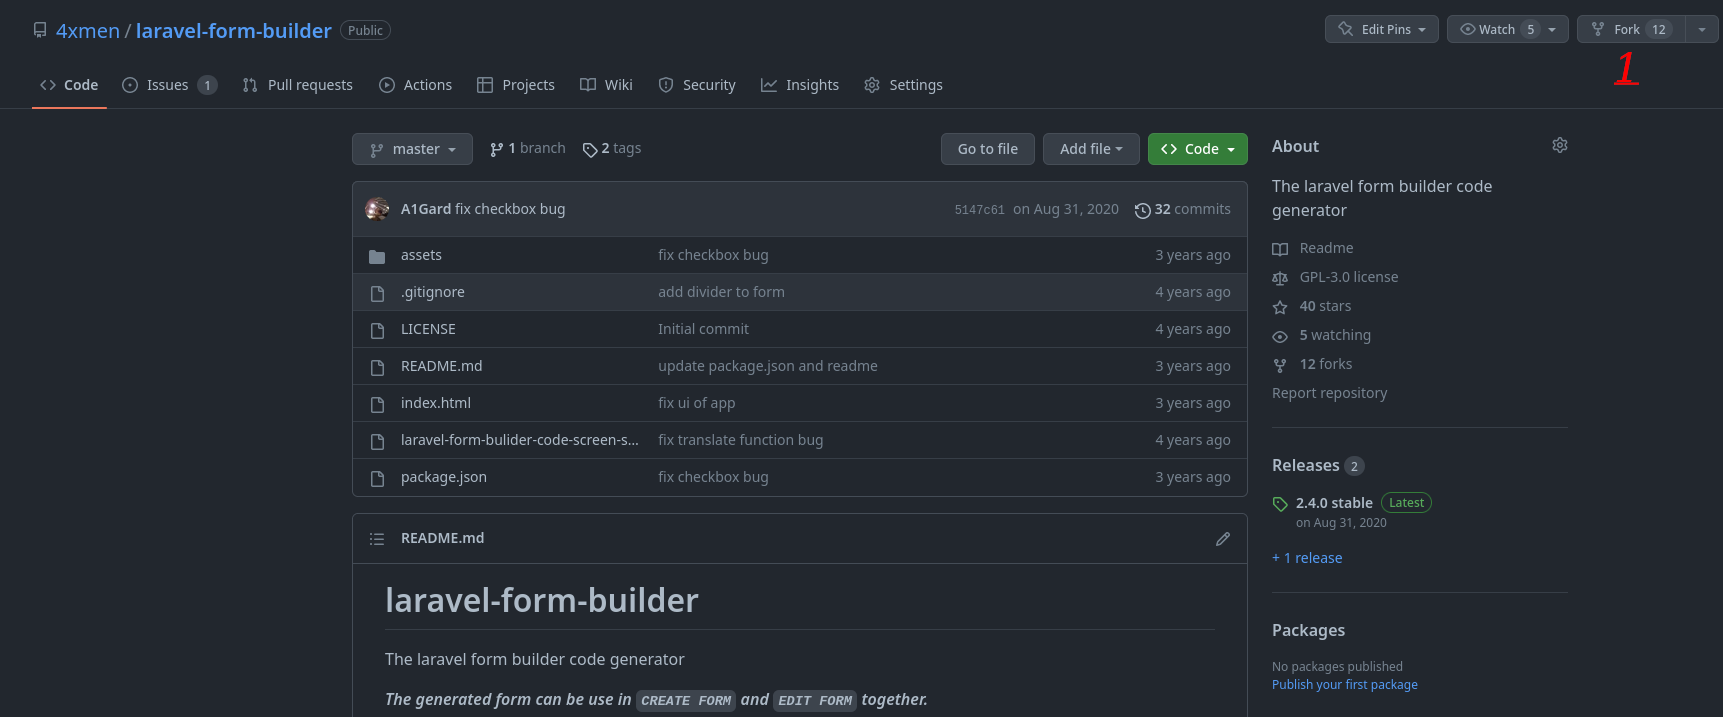 4xmen / laravel-form-builder Public
Edit Pins Watch 5 Fork 12
1
Code Issues 1 Pull requests Actions Projects Wiki Security Insights Settings
master 1 branch 2 tags Go to file Add file Code
A1Gard fix checkbox bug 5147c61 on Aug 31, 2020 32 commits
assets fix checkbox bug 3 years ago
.gitignore add divider to form 4 years ago
LICENSE Initial commit 4 years ago
README.md update package.json and readme 3 years ago
index.html fix ui of app 3 years ago
laravel-form-bulider-code-screen-s... fix translate function bug 4 years ago
package.json fix checkbox bug 3 years ago
README.md
laravel-form-builder
The laravel form builder code generator
The generated form can be use in CREATE FORM and EDIT FORM together.
About
The laravel form builder code
generator
Readme
GPL-3.0 license
40 stars
5 watching
12 forks
Report repository
Releases 2
2.4.0 stable Latest
on Aug 31, 2020
+ 1 release
Packages
No packages published
Publish your first package